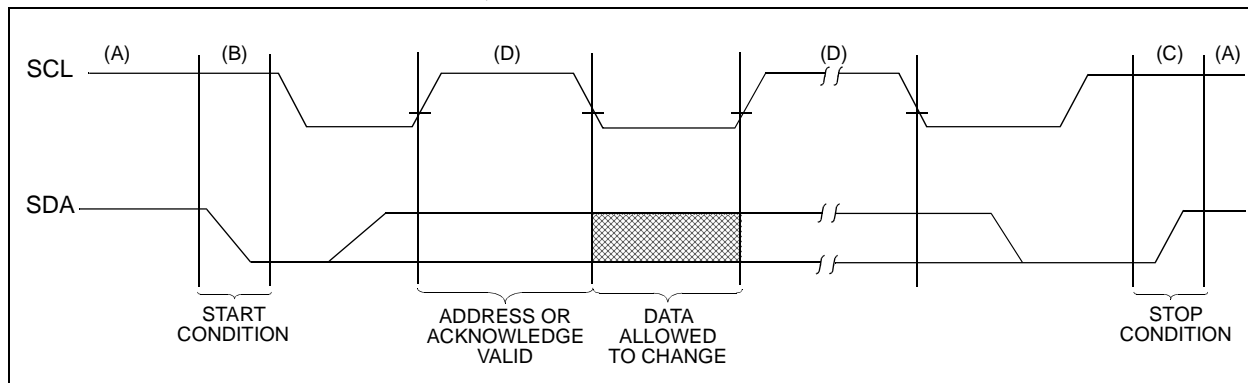 (A) (B) (D) (D) (C) (A)
SCL
SDA
START
CONDITION
ADDRESS OR
ACKNOWLEDGE
VALID
DATA
ALLOWED
TO CHANGE
STOP
CONDITION